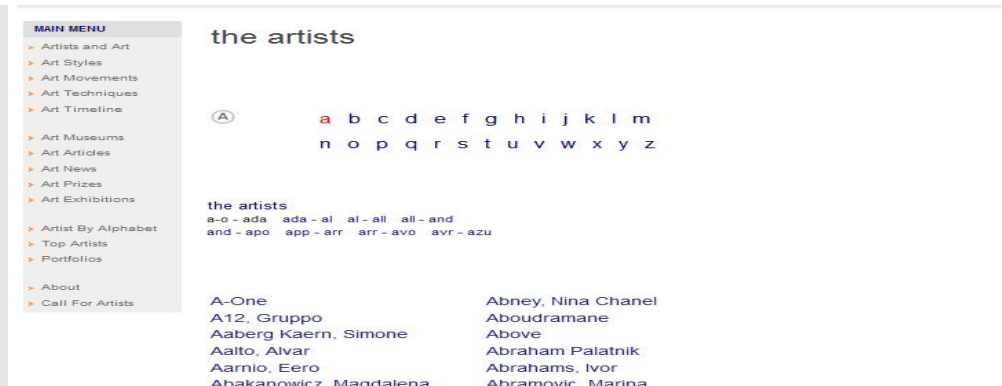 MAIN MENU
Artists and Art
Art Styles
Art Movements
Art Techniques
Art Timeline
Art Museums
Art Articles
Art News
Art Prizes
Art Exhibitions
Artist By Alphabet
Top Artists
Portfolios
About
Call For Artists
the artists
A
a b c d e f g h i j k l m
n o p q r s t u v w x y z
the artists
a-o - ada ada - al al - all all - and
and - apo app - arr arr - avo avr - azu
A-One
A12, Gruppo
Aaberg Kaern, Simone
Aalto, Alvar
Aarnio, Eero
Abakanowicz, Magdalena
Abney, Nina Chanel
Aboudramane
Above
Abraham Palatnik
Abrahams, Ivor
Abramovic, Marina